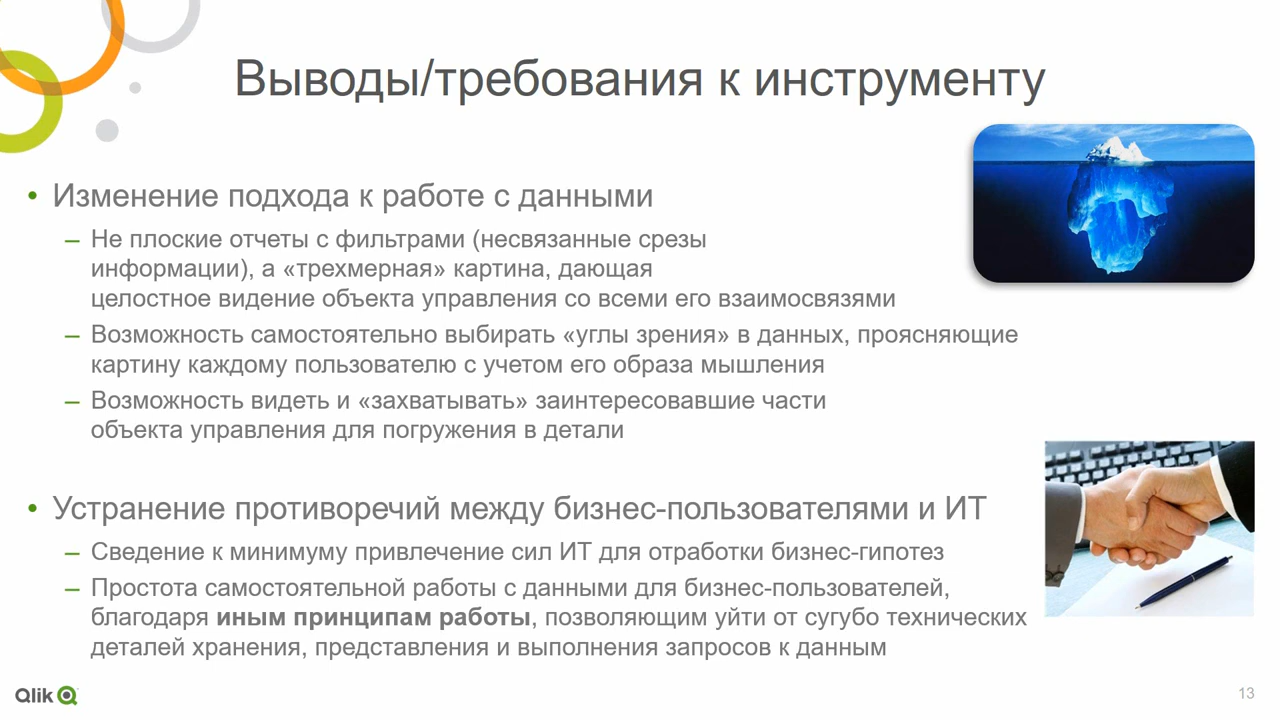 Выводы/требования к инструменту
• Изменение подхода к работе с данными
– Не плоские отчеты с фильтрами (несвязанные срезы
информации), а «трехмерная» картина, дающая
целостное видение объекта управления со всеми его взаимосвязями
– Возможность самостоятельно выбирать «углы зрения» в данных, проясняющие
картину каждому пользователю с учетом его образа мышления
– Возможность видеть и «захватывать» заинтересовавшие части
объекта управления для погружения в детали
• Устранение противоречий между бизнес-пользователями и ИТ
– Сведение к минимуму привлечение сил ИТ для отработки бизнес-гипотез
– Простота самостоятельной работы с данными для бизнес-пользователей,
благодаря иным принципам работы, позволяющим уйти от сугубо технических
деталей хранения, представления и выполнения запросов к данным
Qlik
13